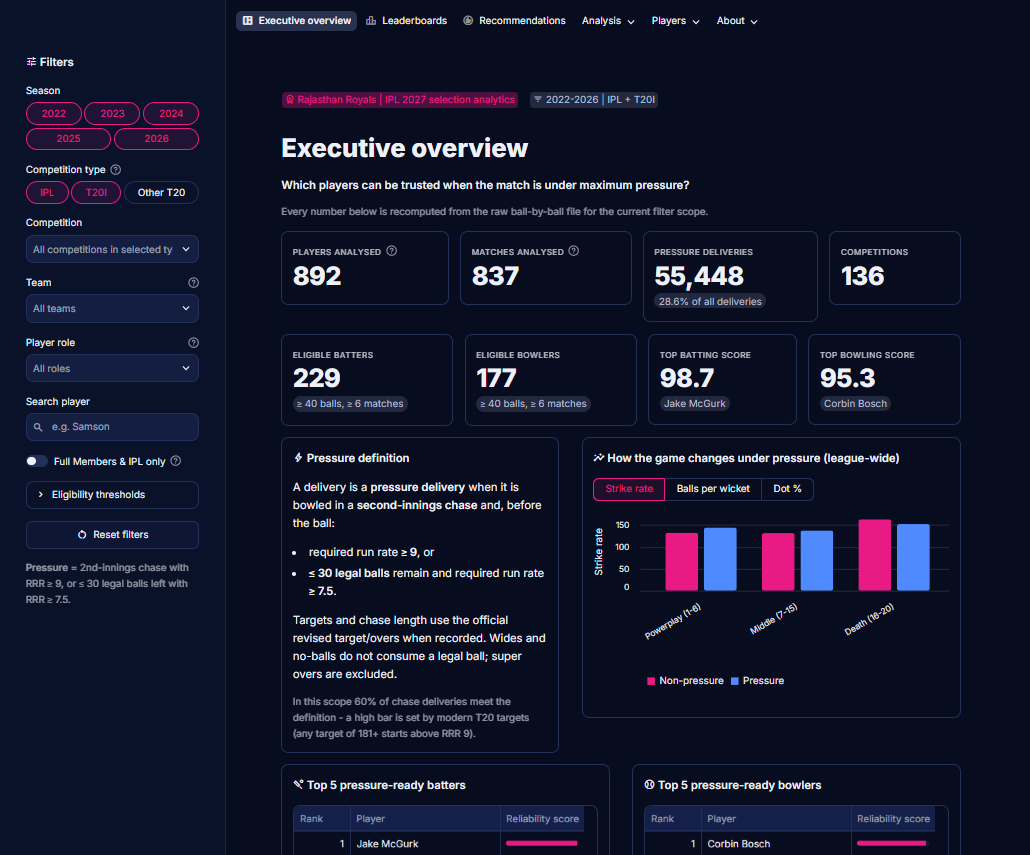 Executive overview
Leaderboards
Recommendations
Analysis
Players
About
Filters
Season
2022
2023
2024
2025
2026
Competition type
IPL
T20I
Other T20
Competition
All competitions in selected ty
Team
All teams
Player role
All roles
Search player
e.g. Samson
Full Members & IPL only
Eligibility thresholds
Reset filters
Pressure = 2nd-innings chase with
RRR ≥ 9, or ≤ 30 legal balls left with
RRR ≥ 7.5.
Rajasthan Royals | IPL 2027 selection analytics
2022-2026 | IPL + T20I
Executive overview
Which players can be trusted when the match is under maximum pressure?
Every number below is recomputed from the raw ball-by-ball file for the current filter scope.
PLAYERS ANALYSED
892
MATCHES ANALYSED
837
PRESSURE DELIVERIES
55,448
28.6% of all deliveries
COMPETITIONS
136
ELIGIBLE BATTERS
229
≥ 40 balls, ≥ 6 matches
ELIGIBLE BOWLERS
177
≥ 40 balls, ≥ 6 matches
TOP BATTING SCORE
98.7
Jake McGurk
TOP BOWLING SCORE
95.3
Corbin Bosch
Pressure definition
A delivery is a pressure delivery when it is
bowled in a second-innings chase and, before
the ball:
• required run rate ≥ 9, or
• ≤ 30 legal balls remain and required run rate
≥ 7.5.
Targets and chase length use the official
revised target/overs when recorded. Wides and
no-balls do not consume a legal ball; super
overs are excluded.
In this scope 60% of chase deliveries meet the
definition - a high bar is set by modern T20 targets
(any target of 181+ starts above RRR 9).
How the game changes under pressure (league-wide)
Strike rate
Balls per wicket
Dot %
Strike rate
150
100
50
0
Powerplay (1-6)
Middle (7-15)
Death (16-20)
Non-pressure
Pressure
Top 5 pressure-ready batters
Rank
Player
Reliability score
1
Jake McGurk
Top 5 pressure-ready bowlers
Rank
Player
Reliability score
1
Corbin Bosch